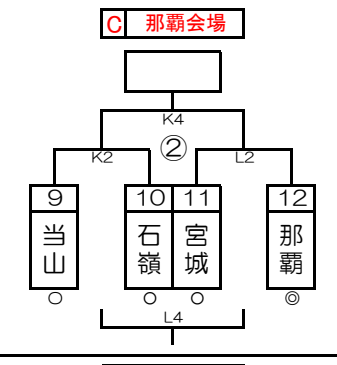 C 那覇会場
K4
②
K2 L2
9 10 11 12
当山 石嶺 宮城 那覇
○ ○ ○ ◎
L4